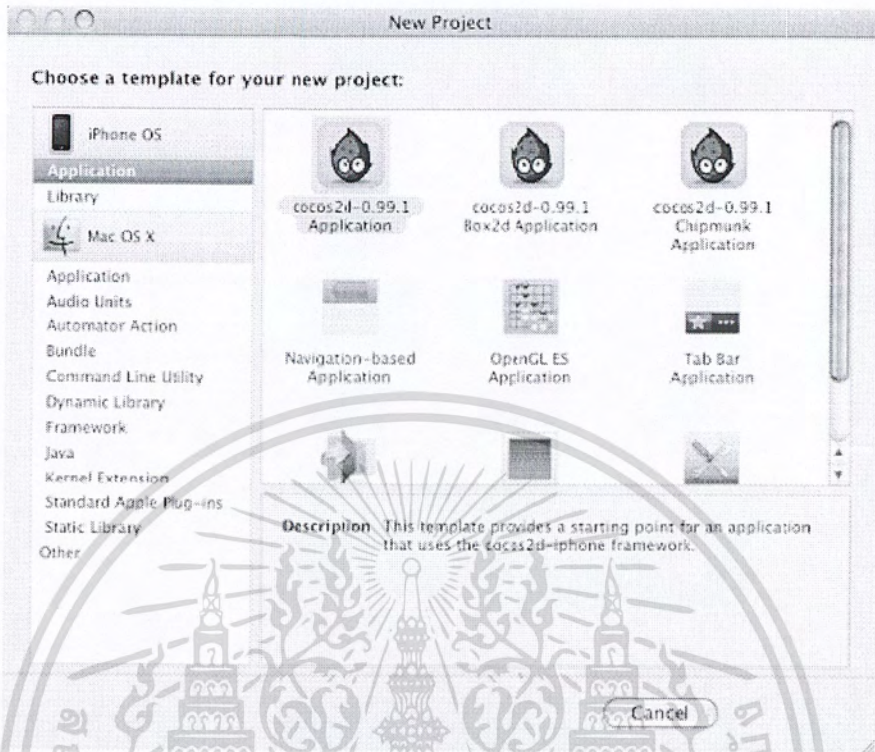 New Project
Choose a template for your new project:
iPhone OS
Application
Library
Mac OS X
Application
Audio Units
Automator Action
Bundle
Command Line Utility
Dynamic Library
Framework
Java
Kernel Extension
Standard Apple Plug-ins
Static Library
Other
cocos2d-0.99.1
Application
cocos2d-0.99.1
Box2d Application
cocos2d-0.99.1
Chipmunk
Application
Navigation-based
Application
OpenGL ES
Application
Tab Bar
Application
Description This template provides a starting point for an application
that uses the cocos2d-iphone framework.
Cancel